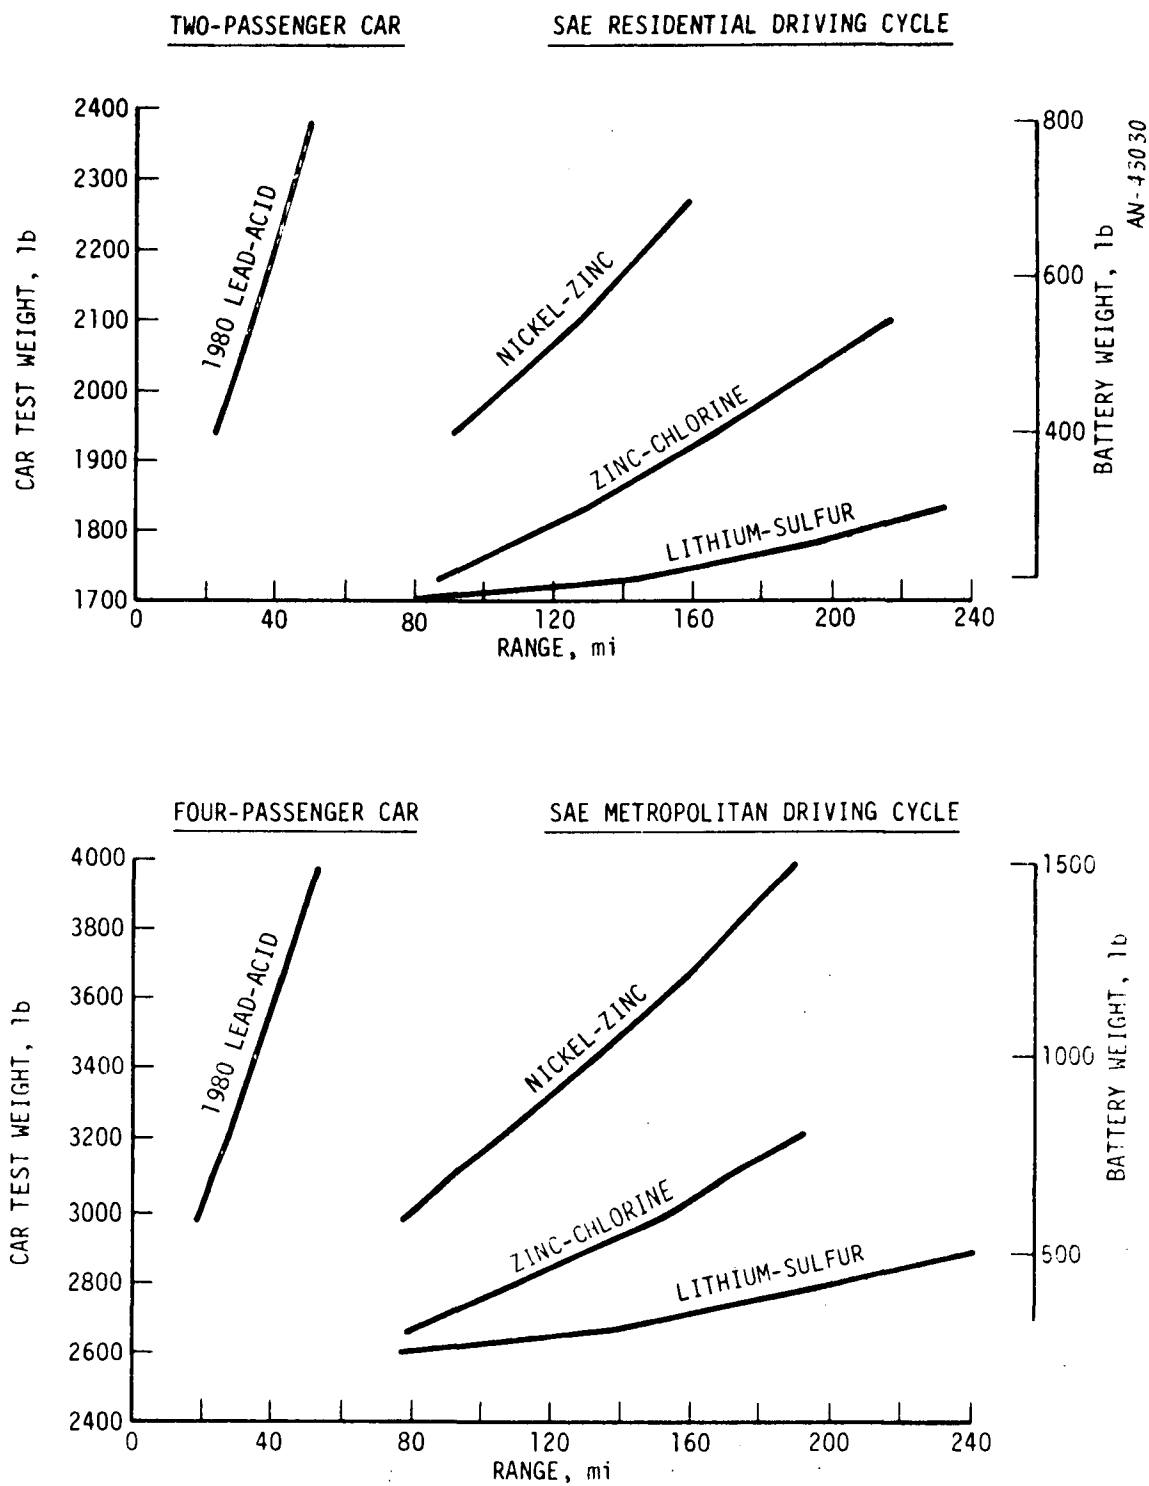 TWO-PASSENGER CAR
SAE RESIDENTIAL DRIVING CYCLE
CAR TEST WEIGHT, lb
2400
2300
2200
2100
2000
1900
1800
1700
0
40
80
120
160
200
240
RANGE, mi
1980 LEAD-ACID
NICKEL-ZINC
ZINC-CHLORINE
LITHIUM-SULFUR
800
600
400
BATTERY WEIGHT, lb
AN-43030
FOUR-PASSENGER CAR
SAE METROPOLITAN DRIVING CYCLE
CAR TEST WEIGHT, lb
4000
3800
3600
3400
3200
3000
2800
2600
2400
0
40
80
120
160
200
240
RANGE, mi
1980 LEAD-ACID
NICKEL-ZINC
ZINC-CHLORINE
LITHIUM-SULFUR
1500
1000
500
BATTERY WEIGHT, lb